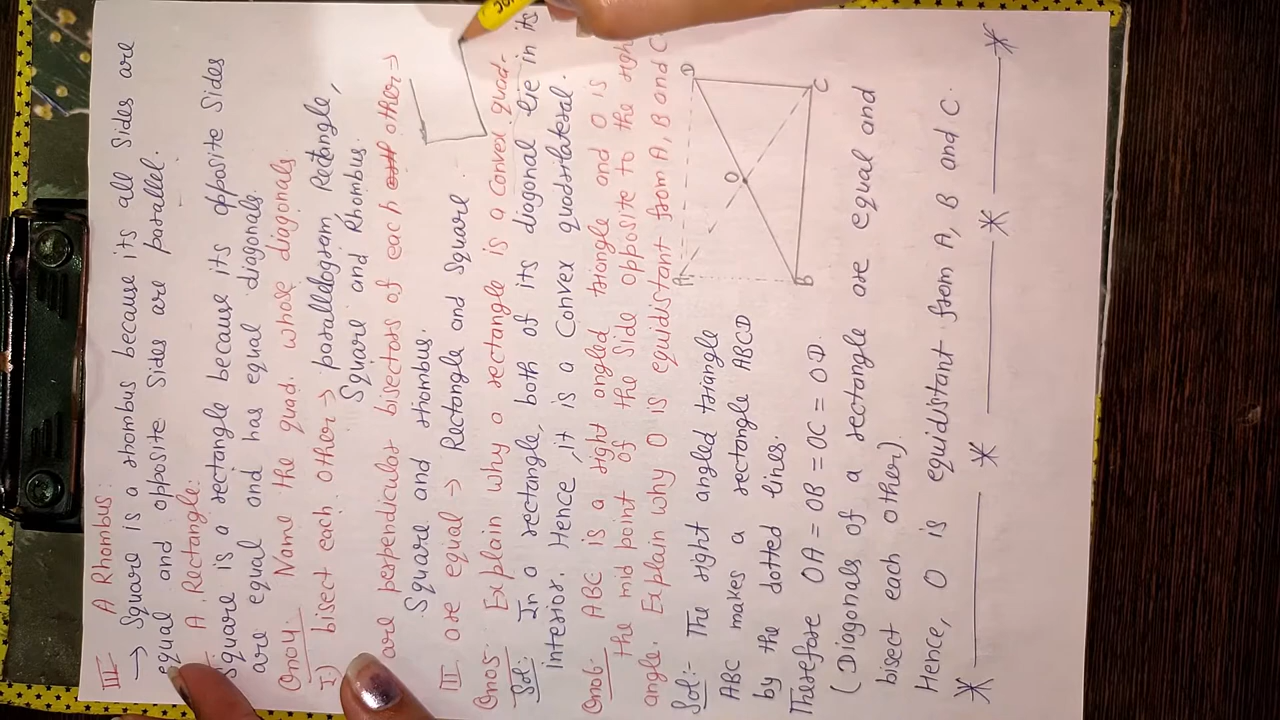 III A Rhombus:
→ Square is a rhombus because its all Sides are
equal and opposite Sides are parallel.
A Rectangle:
Square is a rectangle because its opposite Sides
are equal and has equal diagonals.
Qno4. Name the quad. whose diagonals.
I) bisect each other → parallelogram Rectangle,
Square and Rhombus.
are perpendicular bisectors of each other →
Square and rhombus.
III are equal → Rectangle and Square.
Qno5. Explain why a rectangle is a Convex quad-
Sol: In a rectangle, both of its diagonal lie in its
interior. Hence, it is a Convex quadrilateral.
Qno6. ABC is a right angled triangle and O is
the mid point of the Side opposite to the righ
angle. Explain why O is equidistant from A, B and C
Sol:- The right angled triangle
ABC makes a rectangle ABCD
by the dotted lines.
A
D
O
B
C
Therefore OA = OB = OC = OD.
(Diagonals of a rectangle are equal and
bisect each other).
Hence, O is equidistant from A, B and C.